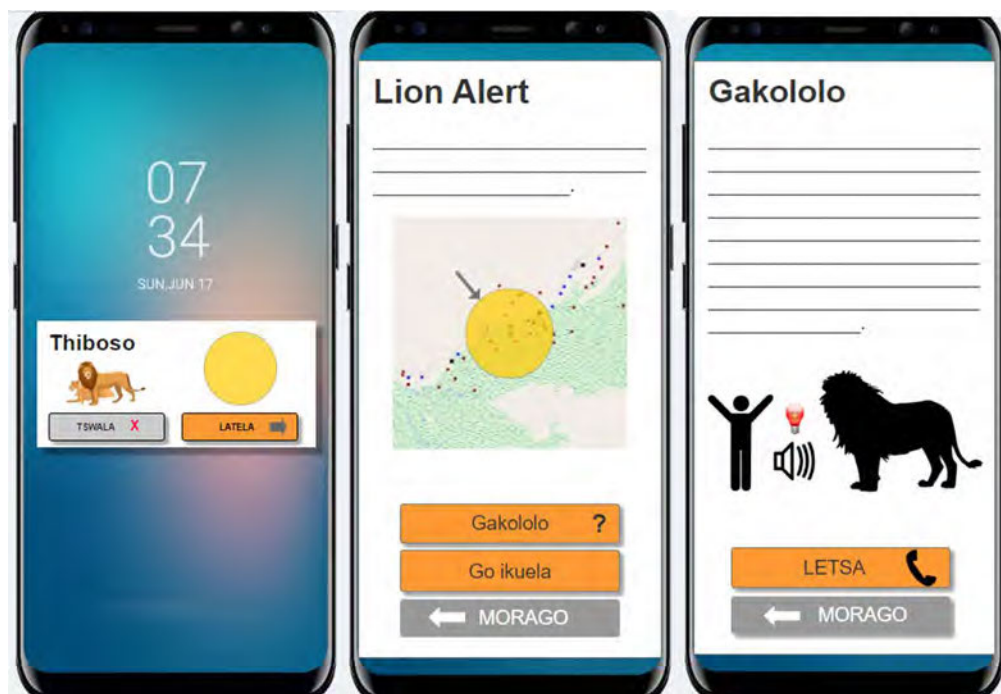 07
34
SUN,JUN 17
Thiboso
TSWALA X
LATELA
Lion Alert
Gakololo ?
Go ikuela
MORAGO
Gakololo
LETSA
MORAGO